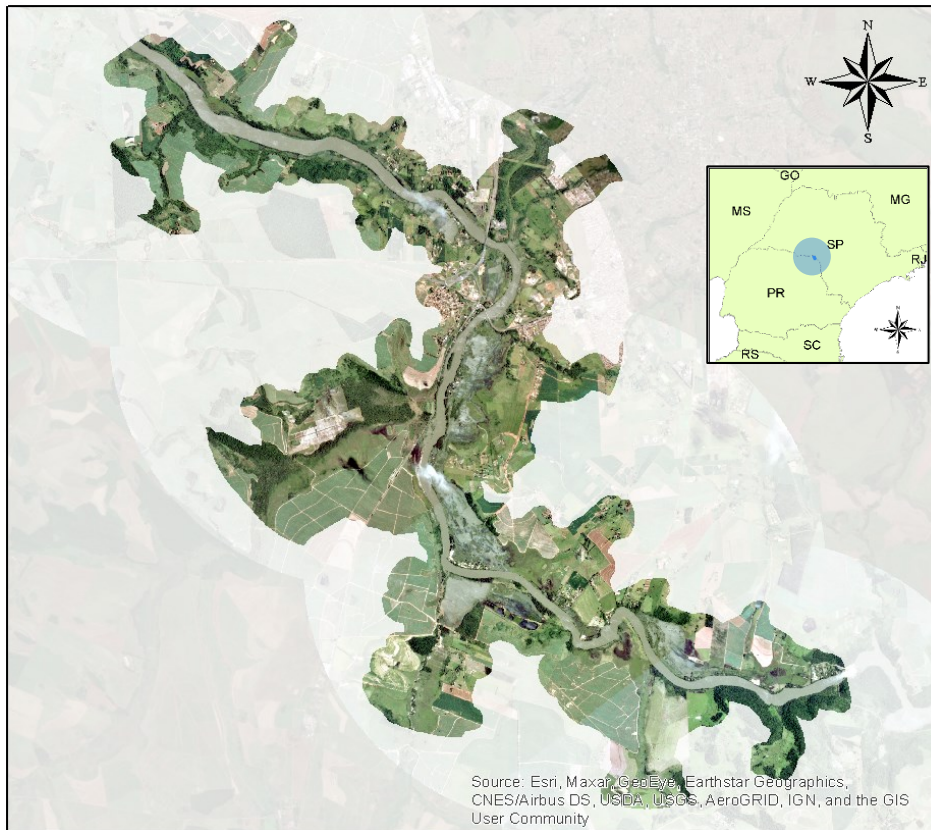 N
W E
S
GO
MS
MG
SP
RJ
PR
SC
RS
Source: Esri, Maxar, GeoEye, Earthstar Geographics,
CNES/Airbus DS, USDA, USGS, AeroGRID, IGN, and the GIS
User Community